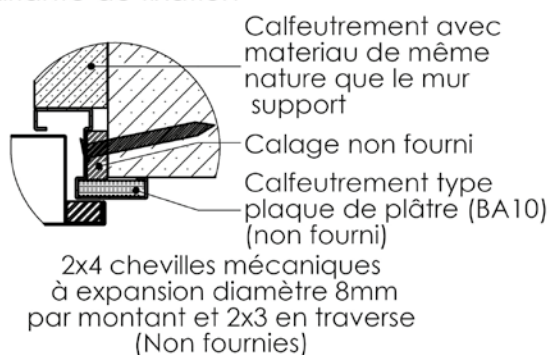 Calfeutrement avec
materiau de même
nature que le mur
support
Calage non fourni
Calfeutrement type
plaque de plâtre (BA10)
(non fourni)
2x4 chevilles mécaniques
à expansion diamètre 8mm
par montant et 2x3 en traverse
(Non fournies)